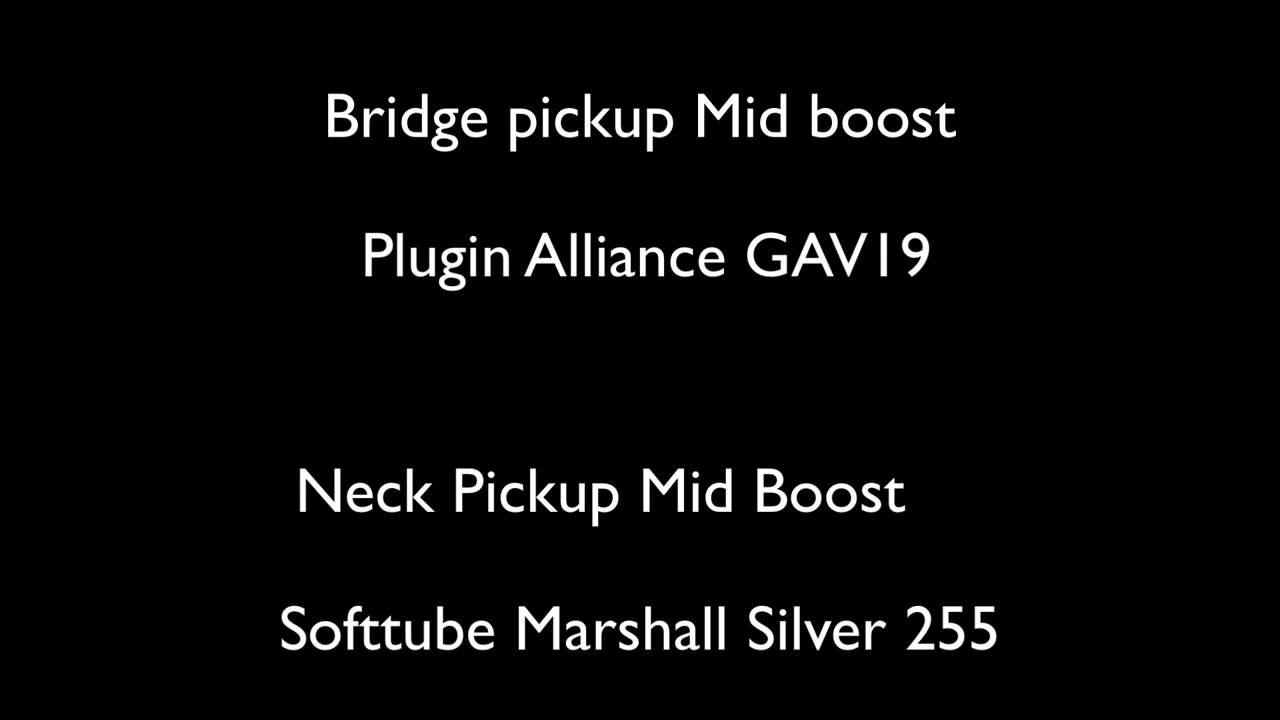 Bridge pickup Mid boost
Plugin Alliance GAV19
Neck Pickup Mid Boost
Softtube Marshall Silver 255